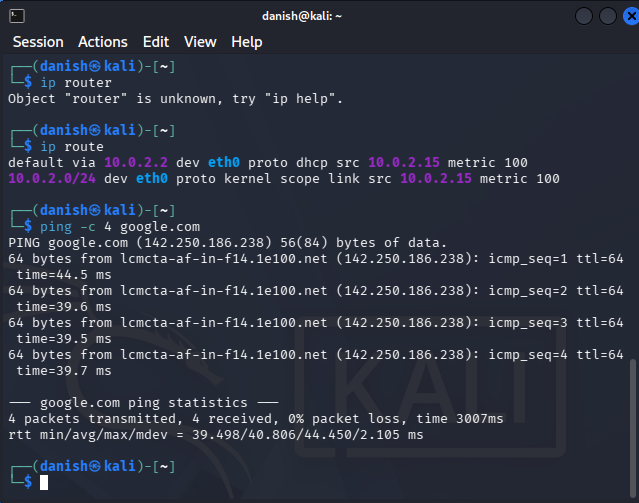 danish@kali: ~
Session Actions Edit View Help
┌──(danish㉿kali)-[~]
└─$ ip router
Object "router" is unknown, try "ip help".
┌──(danish㉿kali)-[~]
└─$ ip route
default via 10.0.2.2 dev eth0 proto dhcp src 10.0.2.15 metric 100
10.0.2.0/24 dev eth0 proto kernel scope link src 10.0.2.15 metric 100
┌──(danish㉿kali)-[~]
└─$ ping -c 4 google.com
PING google.com (142.250.186.238) 56(84) bytes of data.
64 bytes from lcmcta-af-in-f14.1e100.net (142.250.186.238): icmp_seq=1 ttl=64
time=44.5 ms
64 bytes from lcmcta-af-in-f14.1e100.net (142.250.186.238): icmp_seq=2 ttl=64
time=39.6 ms
64 bytes from lcmcta-af-in-f14.1e100.net (142.250.186.238): icmp_seq=3 ttl=64
time=39.5 ms
64 bytes from lcmcta-af-in-f14.1e100.net (142.250.186.238): icmp_seq=4 ttl=64
time=39.7 ms
--- google.com ping statistics ---
4 packets transmitted, 4 received, 0% packet loss, time 3007ms
rtt min/avg/max/mdev = 39.498/40.806/44.450/2.105 ms
┌──(danish㉿kali)-[~]
└─$
KALI